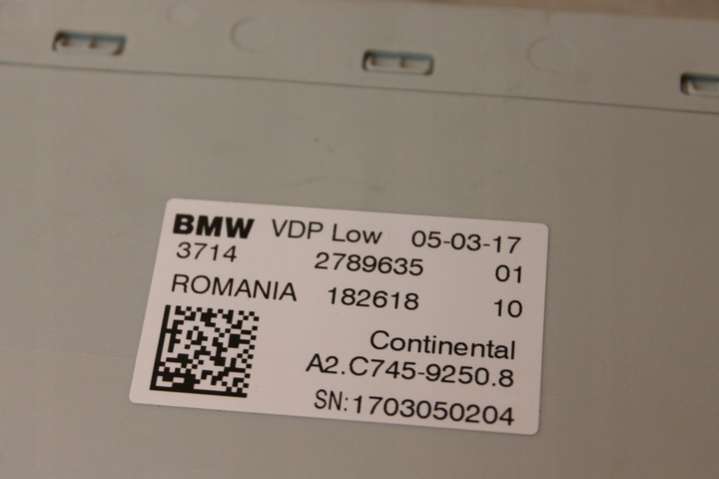 BMW VDP Low 05-03-17
3714 2789635 01
ROMANIA 182618 10
Continental
A2.C745-9250.8
SN:1703050204